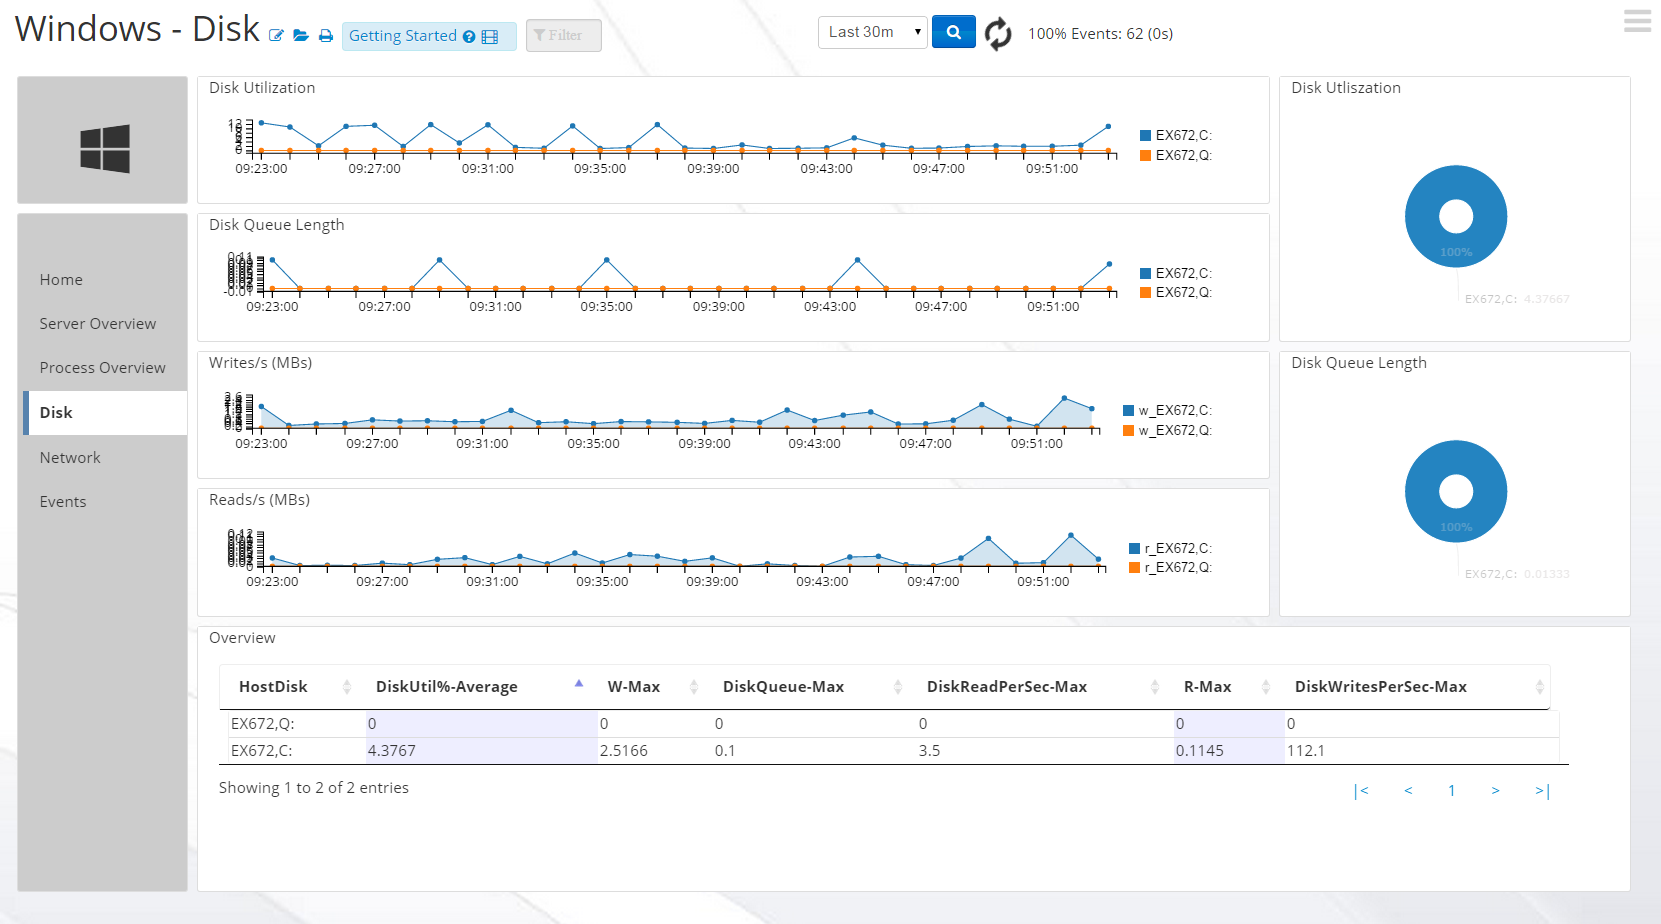 Windows - Disk
Getting Started
Filter
Last 30m
100% Events: 62 (0s)
Home
Server Overview
Process Overview
Disk
Network
Events
Disk Utilization
09:23:00 09:27:00 09:31:00 09:35:00 09:39:00 09:43:00 09:47:00 09:51:00
EX672,C:
EX672,Q:
Disk Queue Length
0.11
-0.01
09:23:00 09:27:00 09:31:00 09:35:00 09:39:00 09:43:00 09:47:00 09:51:00
EX672,C:
EX672,Q:
Writes/s (MBs)
09:23:00 09:27:00 09:31:00 09:35:00 09:39:00 09:43:00 09:47:00 09:51:00
w_EX672,C:
w_EX672,Q:
Reads/s (MBs)
0.12
09:23:00 09:27:00 09:31:00 09:35:00 09:39:00 09:43:00 09:47:00 09:51:00
r_EX672,C:
r_EX672,Q:
Disk Utliszation
100%
EX672,C: 4.37667
Disk Queue Length
100%
EX672,C: 0.01333
Overview
HostDisk DiskUtil%-Average W-Max DiskQueue-Max DiskReadPerSec-Max R-Max DiskWritesPerSec-Max
EX672,Q: 0 0 0 0 0 0
EX672,C: 4.3767 2.5166 0.1 3.5 0.1145 112.1
Showing 1 to 2 of 2 entries
|< < 1 > >|